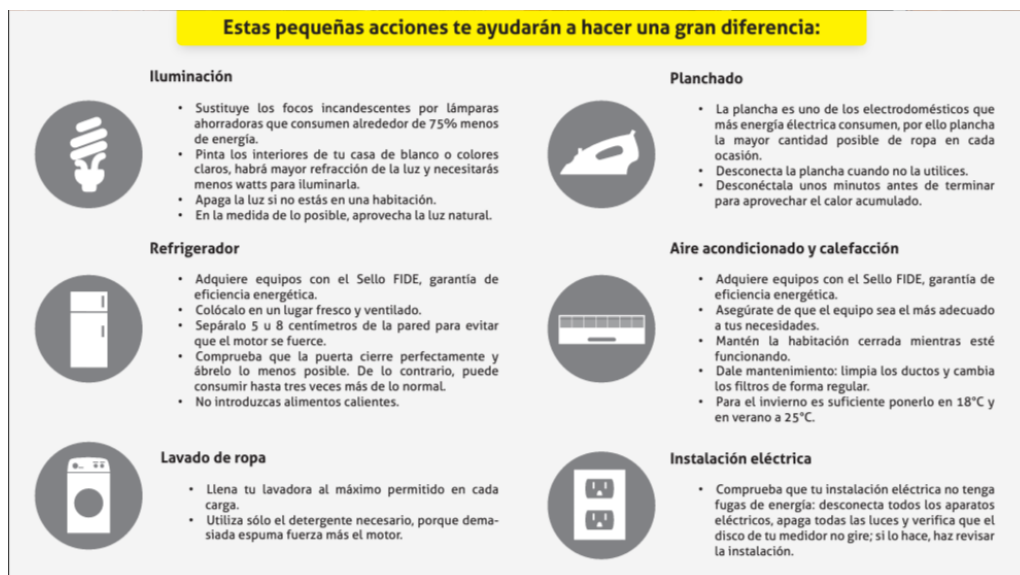 Estas pequeñas acciones te ayudarán a hacer una gran diferencia:
Iluminación
• Sustituye los focos incandescentes por lámparas
ahorradoras que consumen alrededor de 75% menos
de energía.
• Pinta los interiores de tu casa de blanco o colores
claros, habrá mayor refracción de la luz y necesitarás
menos watts para iluminarla.
• Apaga la luz si no estás en una habitación.
• En la medida de lo posible, aprovecha la luz natural.
Refrigerador
• Adquiere equipos con el Sello FIDE, garantía de
eficiencia energética.
• Colócalo en un lugar fresco y ventilado.
• Sepáralo 5 u 8 centímetros de la pared para evitar
que el motor se fuerce.
• Comprueba que la puerta cierre perfectamente y
ábrelo lo menos posible. De lo contrario, puede
consumir hasta tres veces más de lo normal.
• No introduzcas alimentos calientes.
Lavado de ropa
• Llena tu lavadora al máximo permitido en cada
carga.
• Utiliza sólo el detergente necesario, porque dema-
siada espuma fuerza más el motor.
Planchado
• La plancha es uno de los electrodomésticos que
más energía eléctrica consumen, por ello plancha
la mayor cantidad posible de ropa en cada
ocasión.
• Desconecta la plancha cuando no la utilices.
• Desconéctala unos minutos antes de terminar
para aprovechar el calor acumulado.
Aire acondicionado y calefacción
• Adquiere equipos con el Sello FIDE, garantía de
eficiencia energética.
• Asegúrate de que el equipo sea el más adecuado
a tus necesidades.
• Mantén la habitación cerrada mientras esté
funcionando.
• Dale mantenimiento: limpia los ductos y cambia
los filtros de forma regular.
• Para el invierno es suficiente ponerlo en 18°C y
en verano a 25°C.
Instalación eléctrica
• Comprueba que tu instalación eléctrica no tenga
fugas de energía: desconecta todos los aparatos
eléctricos, apaga todas las luces y verifica que el
disco de tu medidor no gire; si lo hace, haz revisar
la instalación.